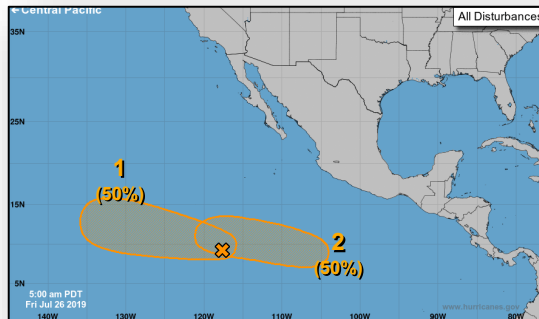 ← Central Pacific
All Disturbances
35N
25N
1
(50%)
15N
2
(50%)
5N
5:00 am PDT
Fri Jul 26 2019
www.hurricanes.gov
140W 130W 120W 110W 100W 90W 80W